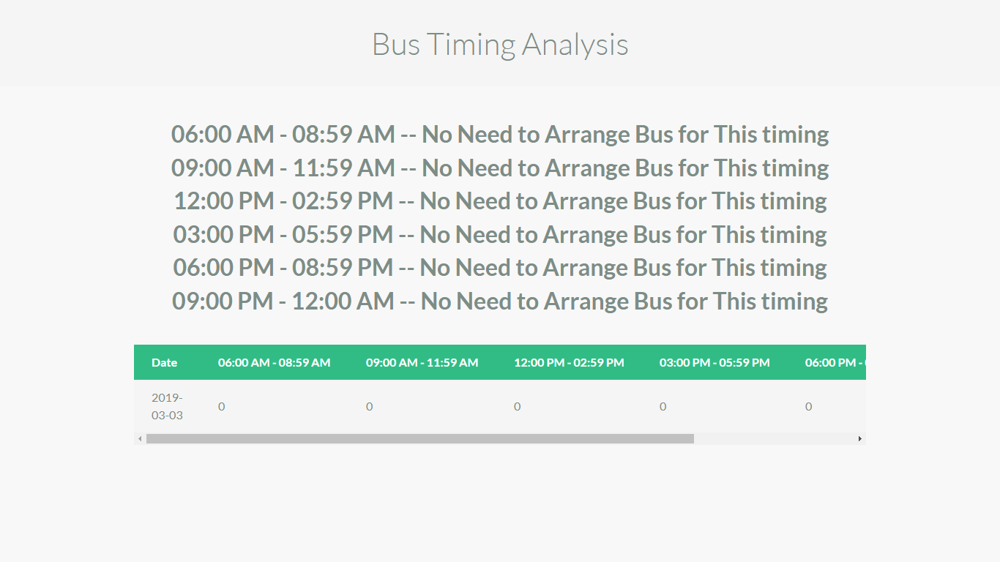 Bus Timing Analysis
06:00 AM - 08:59 AM -- No Need to Arrange Bus for This timing
09:00 AM - 11:59 AM -- No Need to Arrange Bus for This timing
12:00 PM - 02:59 PM -- No Need to Arrange Bus for This timing
03:00 PM - 05:59 PM -- No Need to Arrange Bus for This timing
06:00 PM - 08:59 PM -- No Need to Arrange Bus for This timing
09:00 PM - 12:00 AM -- No Need to Arrange Bus for This timing
Date 06:00 AM - 08:59 AM 09:00 AM - 11:59 AM 12:00 PM - 02:59 PM 03:00 PM - 05:59 PM 06:00 PM -
2019-
03-03 0 0 0 0 0